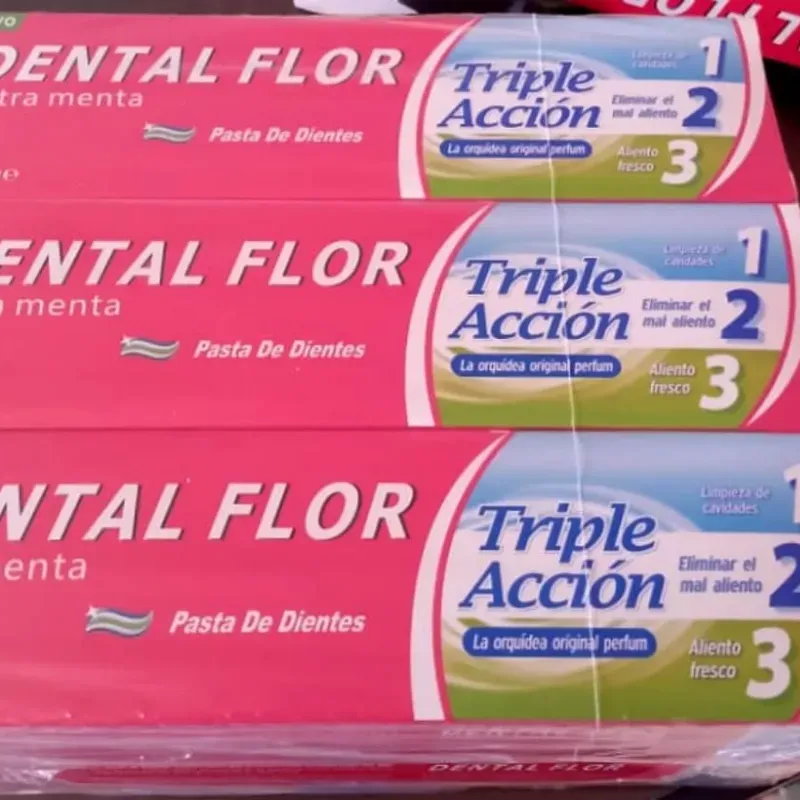 VO
DENTAL FLOR
tra menta
Pasta De Dientes
Triple
Acción
La orquídea original perfum
Limpieza de
cavidades
1
Eliminar el
mal aliento
2
Aliento
fresco
3
ENTAL FLOR
menta
Pasta De Dientes
Triple
Acción
La orquídea original perfum
Limpieza de
cavidades
1
Eliminar el
mal aliento
2
Aliento
fresco
3
NTAL FLOR
enta
Pasta De Dientes
Triple
Acción
La orquídea original perfum
Limpieza de
cavidades
1
Eliminar el
mal aliento
2
Aliento
fresco
3
DENTAL FLOR